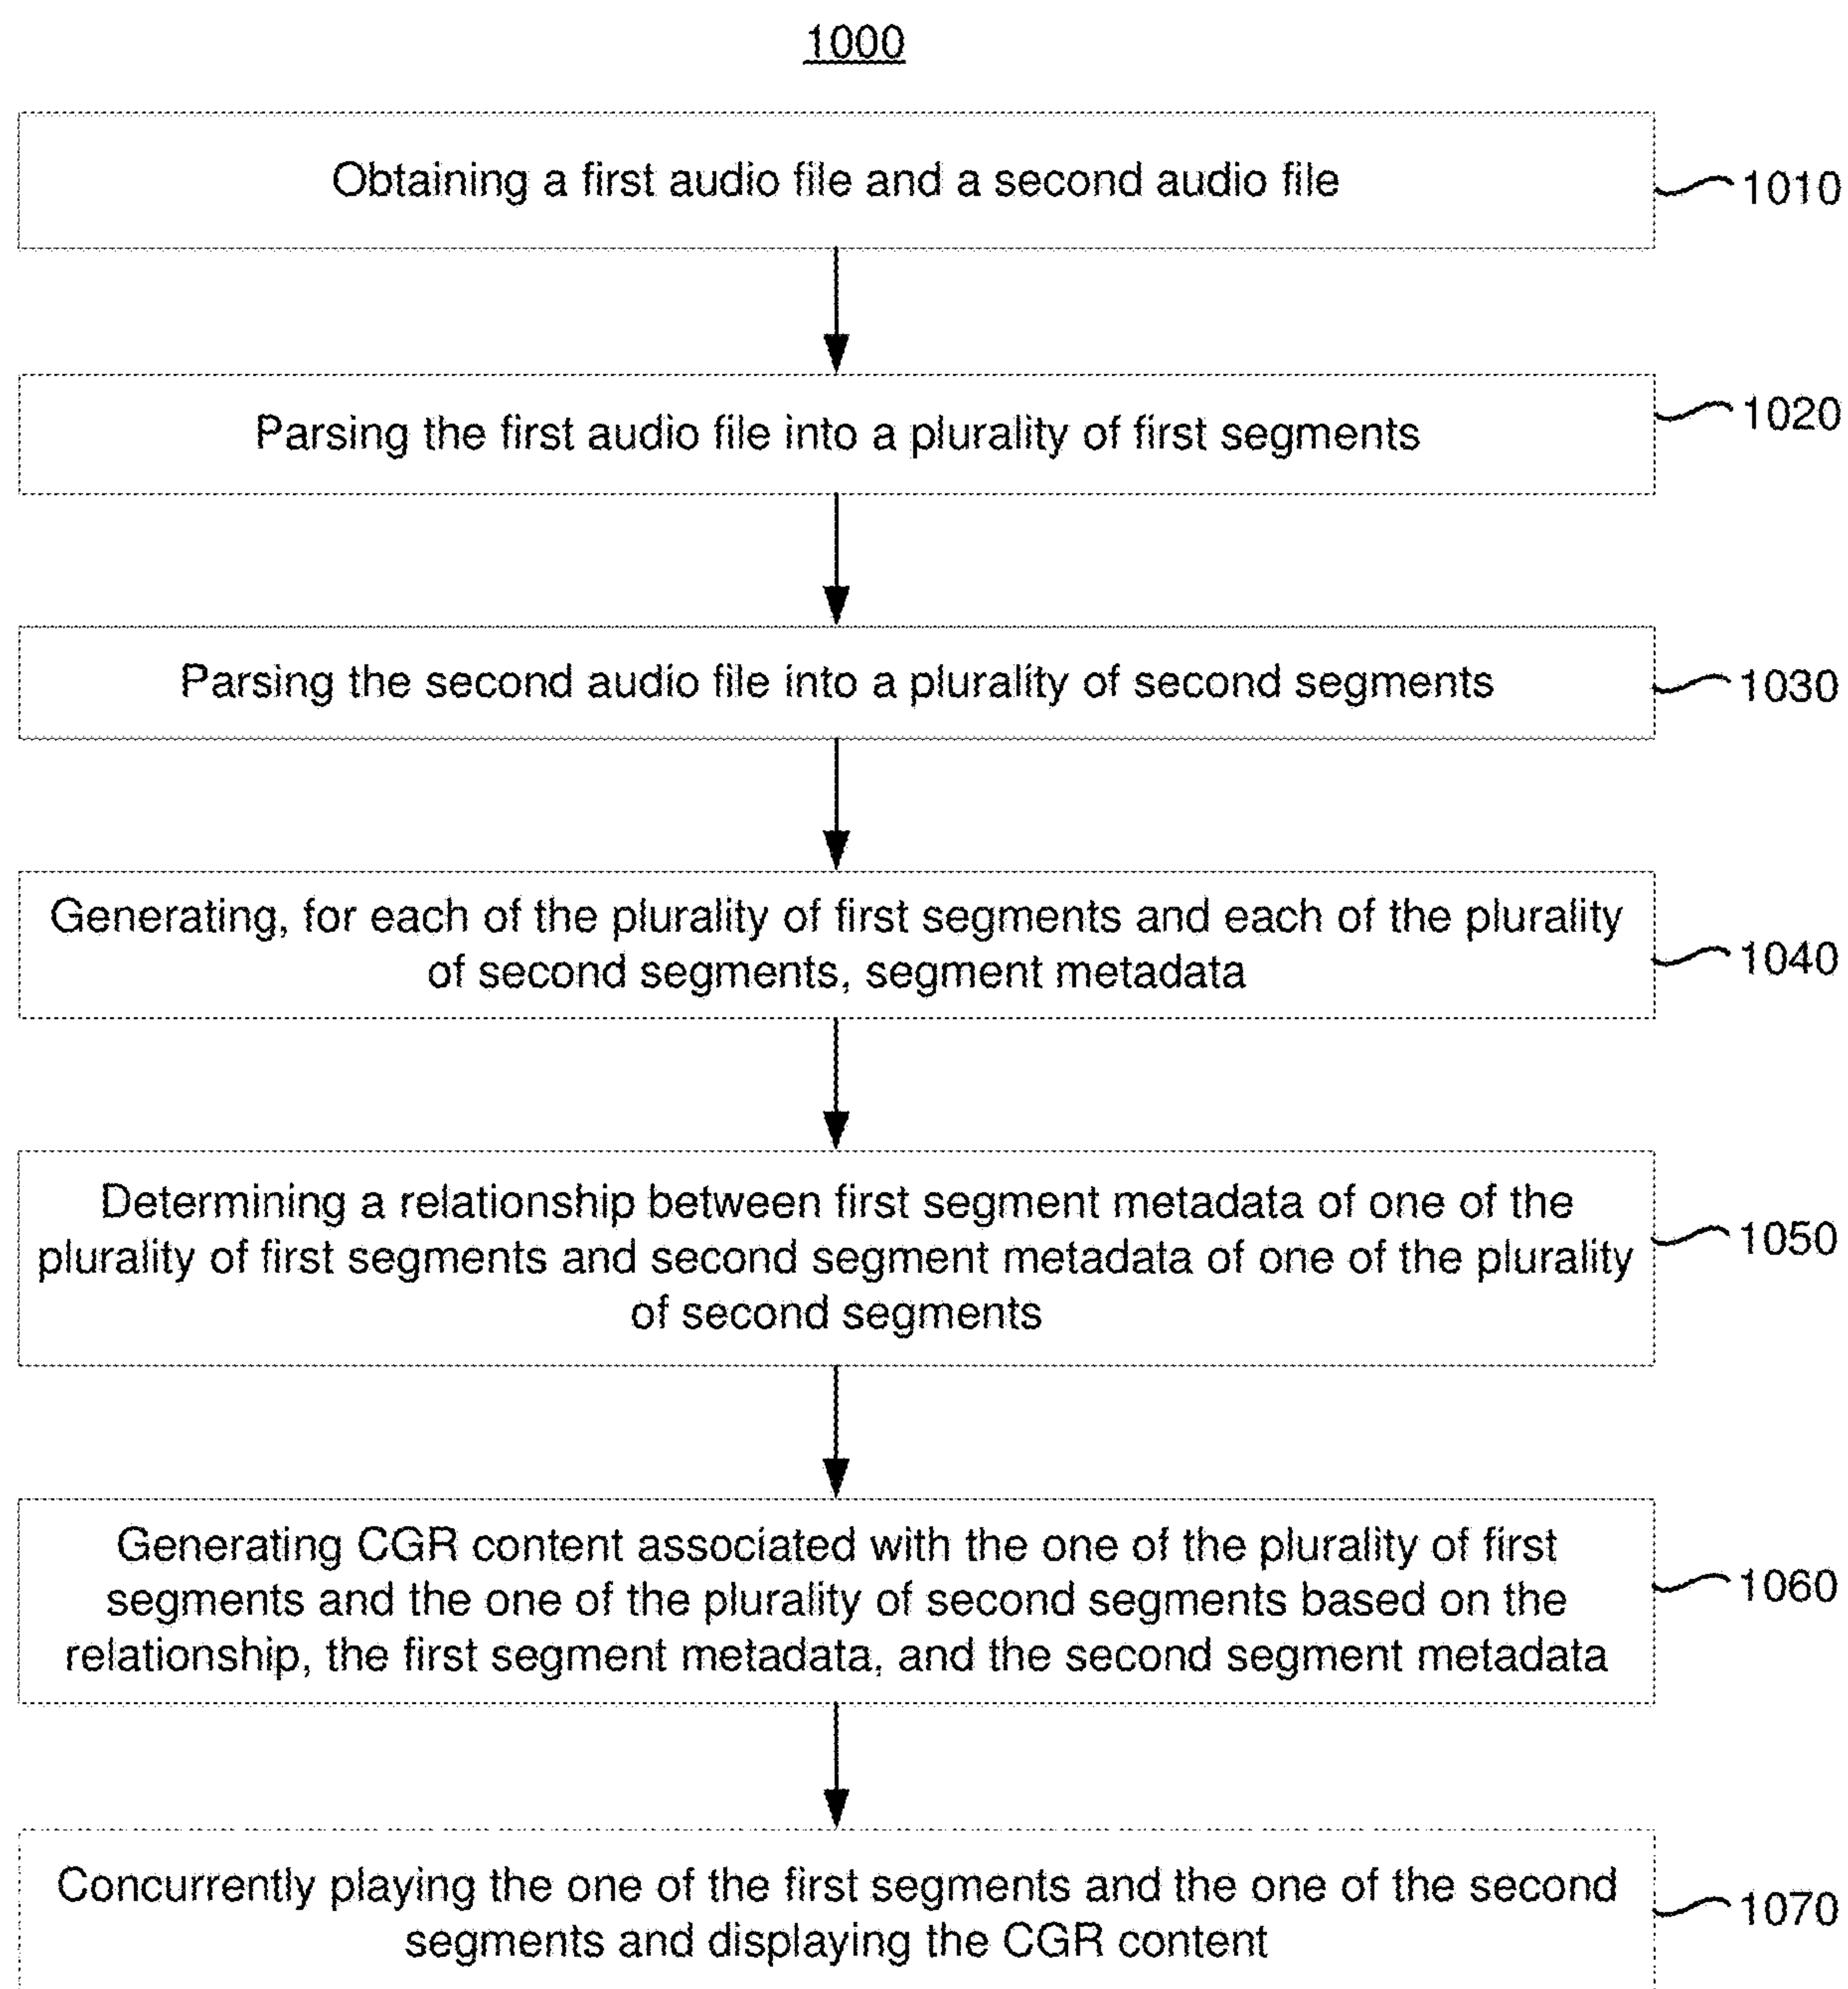 1000
Obtaining a first audio file and a second audio file
1010
Parsing the first audio file into a plurality of first segments
1020
Parsing the second audio file into a plurality of second segments
1030
Generating, for each of the plurality of first segments and each of the plurality
of second segments, segment metadata
1040
Determining a relationship between first segment metadata of one of the
plurality of first segments and second segment metadata of one of the plurality
of second segments
1050
Generating CGR content associated with the one of the plurality of first
segments and the one of the plurality of second segments based on the
relationship, the first segment metadata, and the second segment metadata
1060
Concurrently playing the one of the first segments and the one of the second
segments and displaying the CGR content
1070